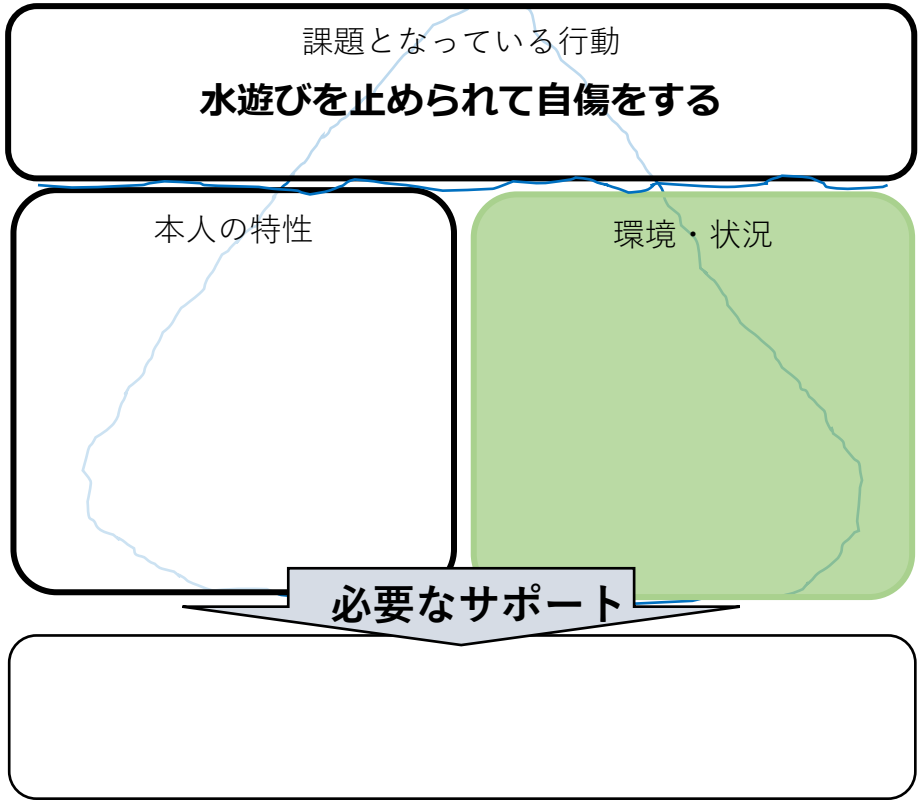 課題となっている行動
水遊びを止められて自傷をする
本人の特性
環境・状況
必要なサポート